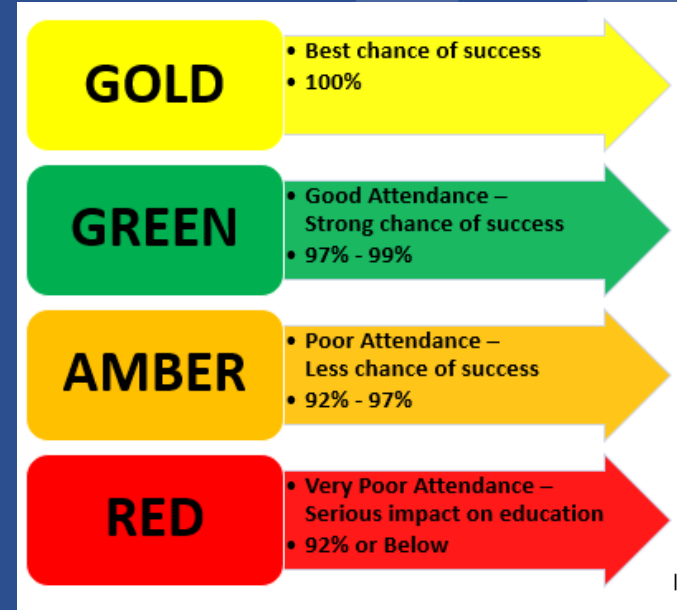 GOLD
• Best chance of success
• 100%
GREEN
• Good Attendance –
Strong chance of success
• 97% - 99%
AMBER
• Poor Attendance –
Less chance of success
• 92% - 97%
RED
• Very Poor Attendance –
Serious impact on education
• 92% or Below